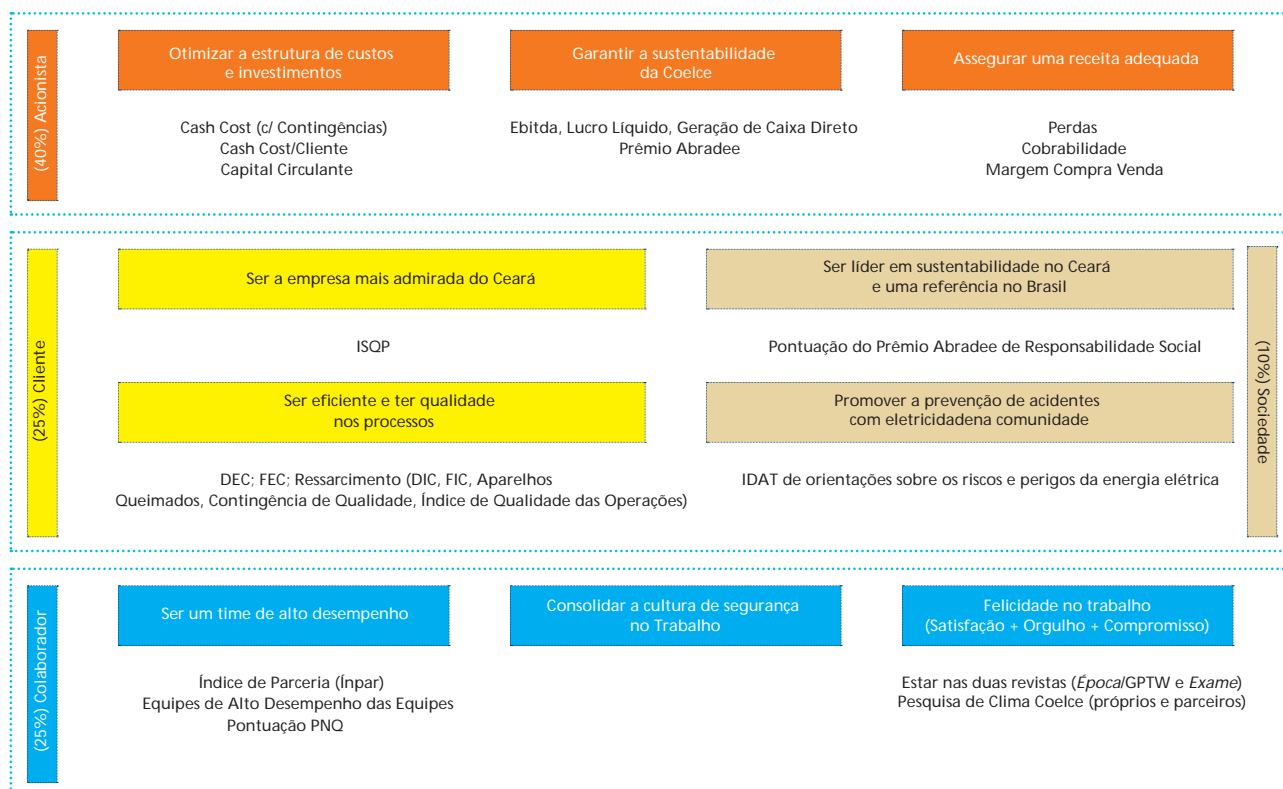 (40%) Acionista
Otimizar a estrutura de custos
e investimentos
Cash Cost (c/ Contingências)
Cash Cost/Cliente
Capital Circulante
Garantir a sustentabilidade
da Coelce
Ebitda, Lucro Líquido, Geração de Caixa Direto
Prêmio Abradee
Assegurar uma receita adequada
Perdas
Cobrabilidade
Margem Compra Venda
(25%) Cliente
Ser a empresa mais admirada do Ceará
ISQP
Ser eficiente e ter qualidade
nos processos
DEC; FEC; Ressarcimento (DIC, FIC, Aparelhos
Queimados, Contingência de Qualidade, Índice de Qualidade das Operações)
Ser líder em sustentabilidade no Ceará
e uma referência no Brasil
Pontuação do Prêmio Abradee de Responsabilidade Social
Promover a prevenção de acidentes
com eletricidadena comunidade
IDAT de orientações sobre os riscos e perigos da energia elétrica
(10%) Sociedade
(25%) Colaborador
Ser um time de alto desempenho
Índice de Parceria (Ínpar)
Equipes de Alto Desempenho das Equipes
Pontuação PNQ
Consolidar a cultura de segurança
no Trabalho
Felicidade no trabalho
(Satisfação + Orgulho + Compromisso)
Estar nas duas revistas (Época/GPTW e Exame)
Pesquisa de Clima Coelce (próprios e parceiros)